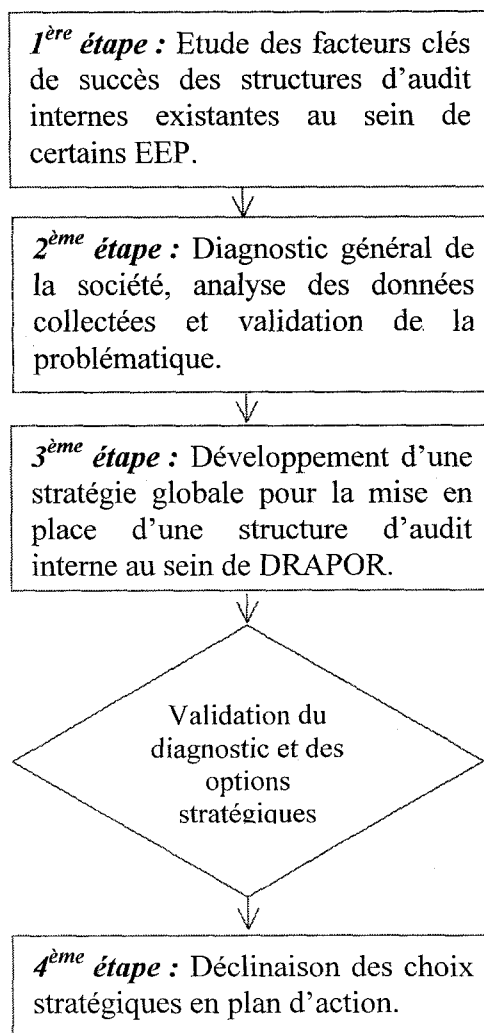 1ère étape : Etude des facteurs clés
de succès des structures d'audit
internes existantes au sein de
certains EEP.
2ème étape : Diagnostic général de
la société, analyse des données
collectées et validation de la
problématique.
3ème étape : Développement d'une
stratégie globale pour la mise en
place d'une structure d'audit
interne au sein de DRAPOR.
Validation du
diagnostic et des
options
stratégiques
4ème étape : Déclinaison des choix
stratégiques en plan d'action.